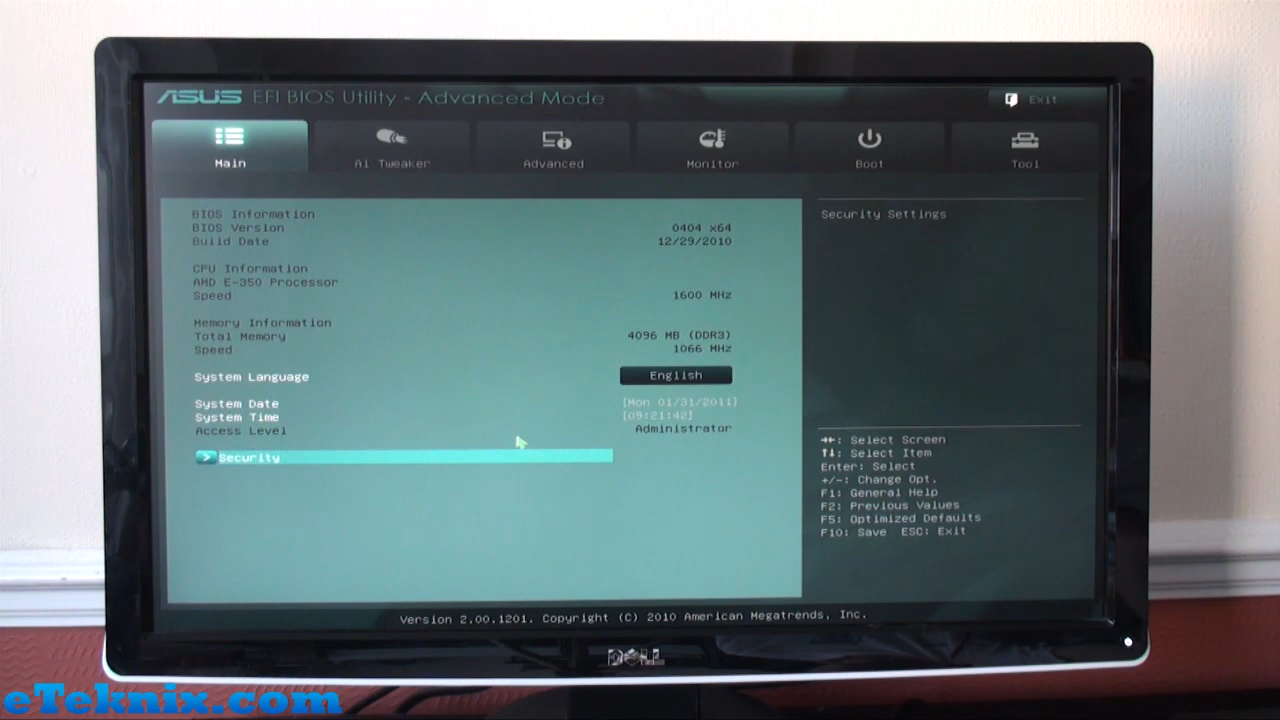 ASUS EFI BIOS Utility - Advanced Mode
Exit
Main
Ai Tweaker
Advanced
Monitor
Boot
Tool
BIOS Information
BIOS Version 0404 x64
Build Date 12/29/2010
CPU Information
AMD E-350 Processor
Speed 1600 MHz
Memory Information
Total Memory 4096 MB (DDR3)
Speed 1066 MHz
System Language English
System Date [Mon 01/31/2011]
System Time [09:21:42]
Access Level Administrator
> Security
Security Settings
→←: Select Screen
↑↓: Select Item
Enter: Select
+/-: Change Opt.
F1: General Help
F2: Previous Values
F5: Optimized Defaults
F10: Save ESC: Exit
Version 2.00.1201. Copyright (C) 2010 American Megatrends, Inc.
DELL
eTeknix.com